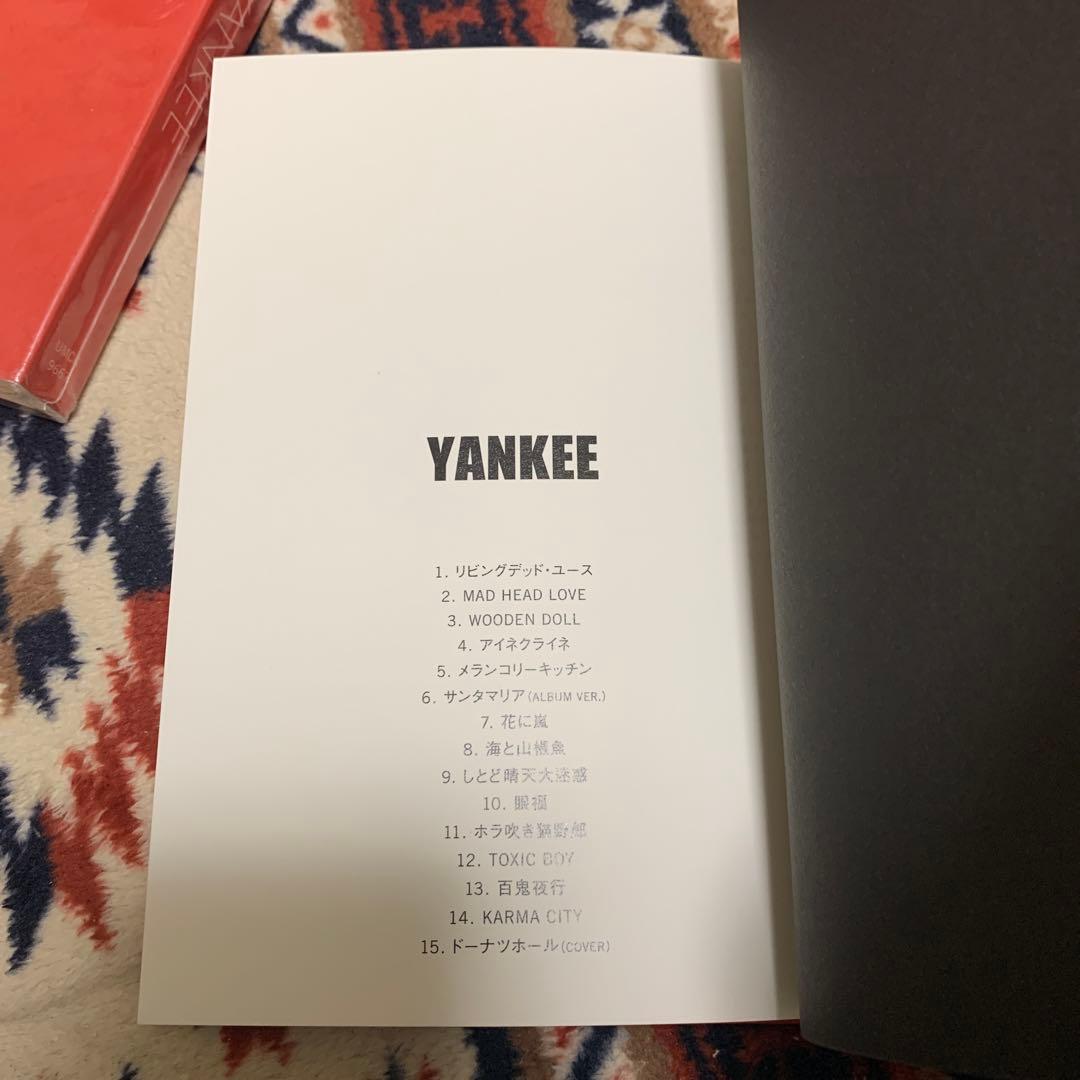 YANKEE
UMC
966
YANKEE
1. リビングデッド・ユース
2. MAD HEAD LOVE
3. WOODEN DOLL
4. アイネクライネ
5. メランコリーキッチン
6. サンタマリア(ALBUM VER.)
7. 花に嵐
8. 海と山椒魚
9. しとど晴天大迷惑
10. 眼福
11. ホラ吹き猫野郎
12. TOXIC BOY
13. 百鬼夜行
14. KARMA CITY
15. ドーナツホール(COVER)